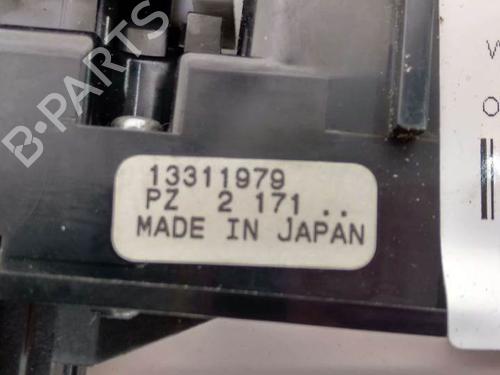 B-PARTS
13311979
PZ 2 171 ..
MADE IN JAPAN